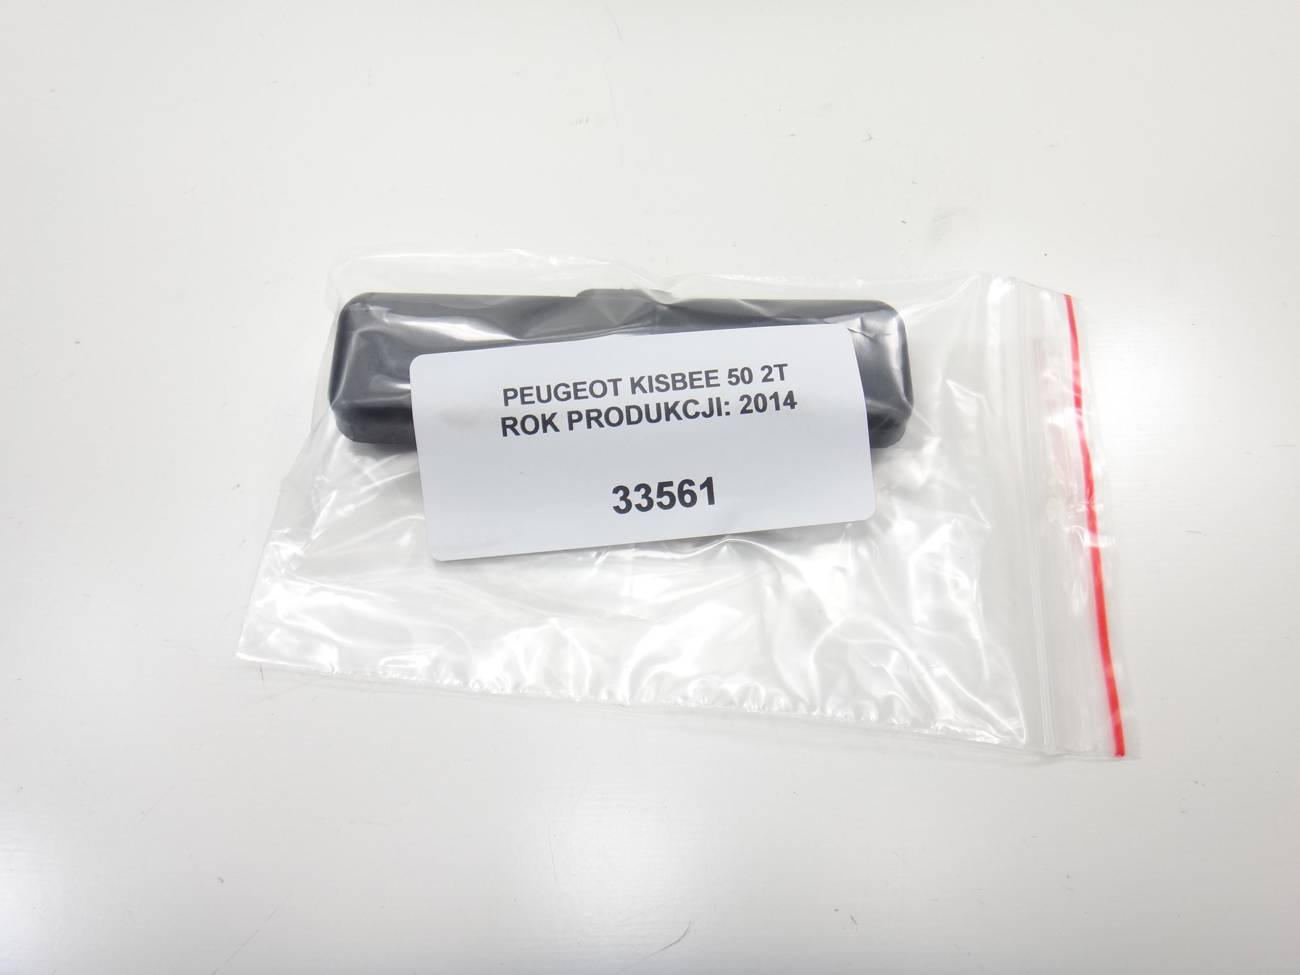 PEUGEOT KISBEE 50 2T
ROK PRODUKCJI: 2014
33561